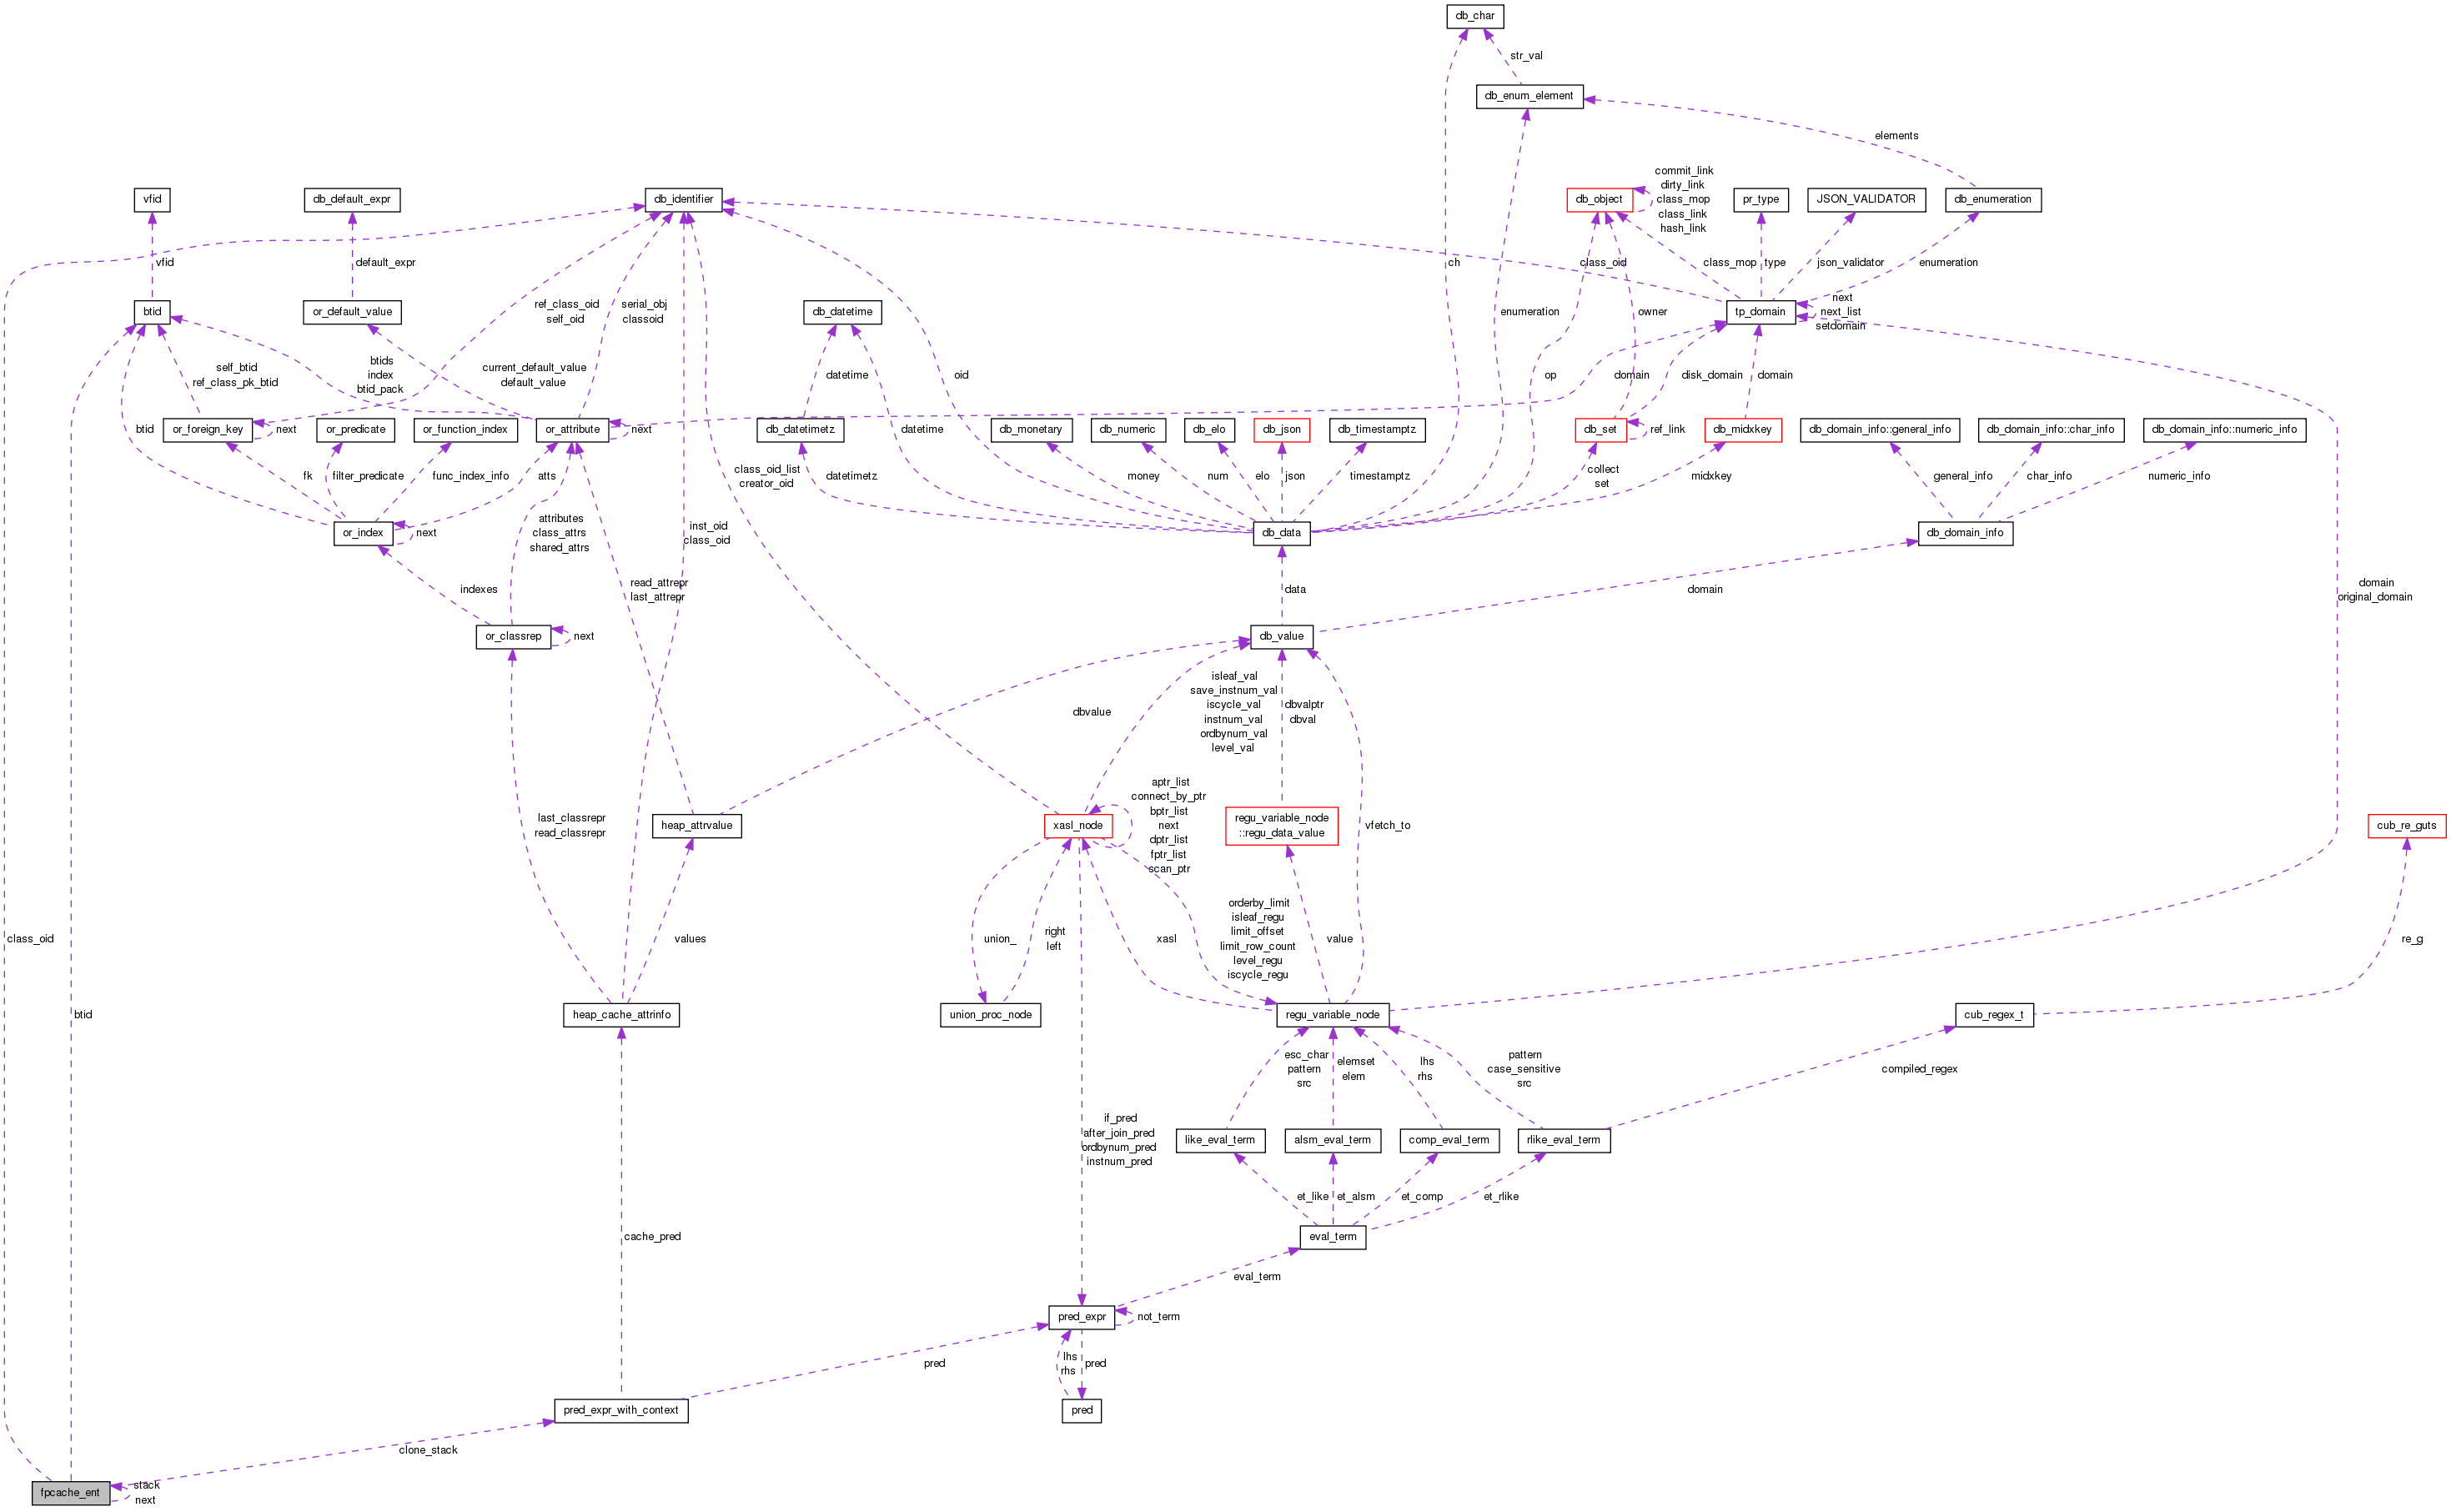 db_char
str_val
db_enum_element
elements
commit_link
dirty_link
class_mop
class_link
hash_link
vfid
db_default_expr
db_identifier
db_object
pr_type
JSON_VALIDATOR
db_enumeration
vfid
default_expr
ch
class_oid
class_mop
type
json_validator
enumeration
btid
or_default_value
ref_class_oid
self_oid
serial_obj
classoid
db_datetime
enumeration
owner
tp_domain
next
next_list
setdomain
self_btid
ref_class_pk_btid
btids
index
btid_pack
current_default_value
default_value
datetime
oid
op
domain
disk_domain
domain
btid
or_foreign_key
next
or_predicate
or_function_index
or_attribute
next
db_datetimetz
datetime
db_monetary
db_numeric
db_elo
db_json
db_timestamptz
db_set
ref_link
db_midxkey
db_domain_info::general_info
db_domain_info::char_info
db_domain_info::numeric_info
fk
filter_predicate
func_index_info
atts
class_oid_list
creator_oid
datetimetz
money
num
elo
json
timestamptz
collect
set
midxkey
general_info
char_info
numeric_info
or_index
next
attributes
class_attrs
shared_attrs
inst_oid
class_oid
db_data
db_domain_info
indexes
read_attrepr
last_attrepr
data
domain
domain
original_domain
or_classrep
next
db_value
dbvalue
isleaf_val
save_instnum_val
iscycle_val
instnum_val
ordbynum_val
level_val
dbvalptr
dbval
last_classrepr
read_classrepr
heap_attrvalue
aptr_list
connect_by_ptr
bptr_list
next
dptr_list
fptr_list
scan_ptr
xasl_node
regu_variable_node
::regu_data_value
vfetch_to
cub_re_guts
class_oid
values
union_
right
left
xasl
orderby_limit
isleaf_regu
limit_offset
limit_row_count
level_regu
iscycle_regu
value
re_g
btid
heap_cache_attrinfo
union_proc_node
regu_variable_node
cub_regex_t
esc_char
pattern
src
elemset
elem
lhs
rhs
pattern
case_sensitive
src
compiled_regex
if_pred
after_join_pred
ordbynum_pred
instnum_pred
like_eval_term
alsm_eval_term
comp_eval_term
rlike_eval_term
et_like
et_alsm
et_comp
et_rlike
cache_pred
eval_term
eval_term
pred_expr
not_term
pred
lhs
rhs
pred
pred_expr_with_context
pred
clone_stack
fpcache_ent
stack
next